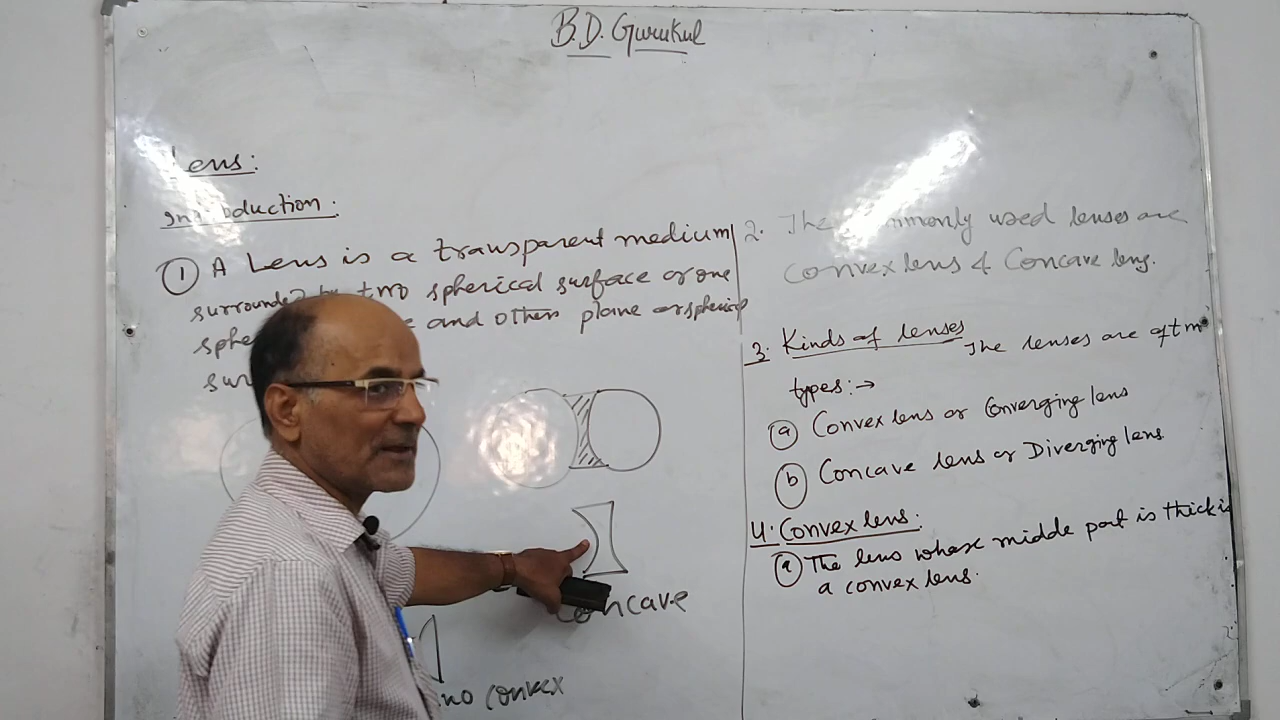 B.D. Gurukul
Lens:
Introduction:
① A Lens is a transparent medium
surrounded by two spherical surface or one
and other plane or spherical
2. The commonly used lenses are
convex lens & Concave lens.
3. Kinds of lenses The lenses are of two
types:→
ⓐ Convex lens or Converging lens
ⓑ Concave lens or Diverging lens
4. Convex lens:
ⓐ The lens whose middle part is thick is
a convex lens.
Concave
no convex